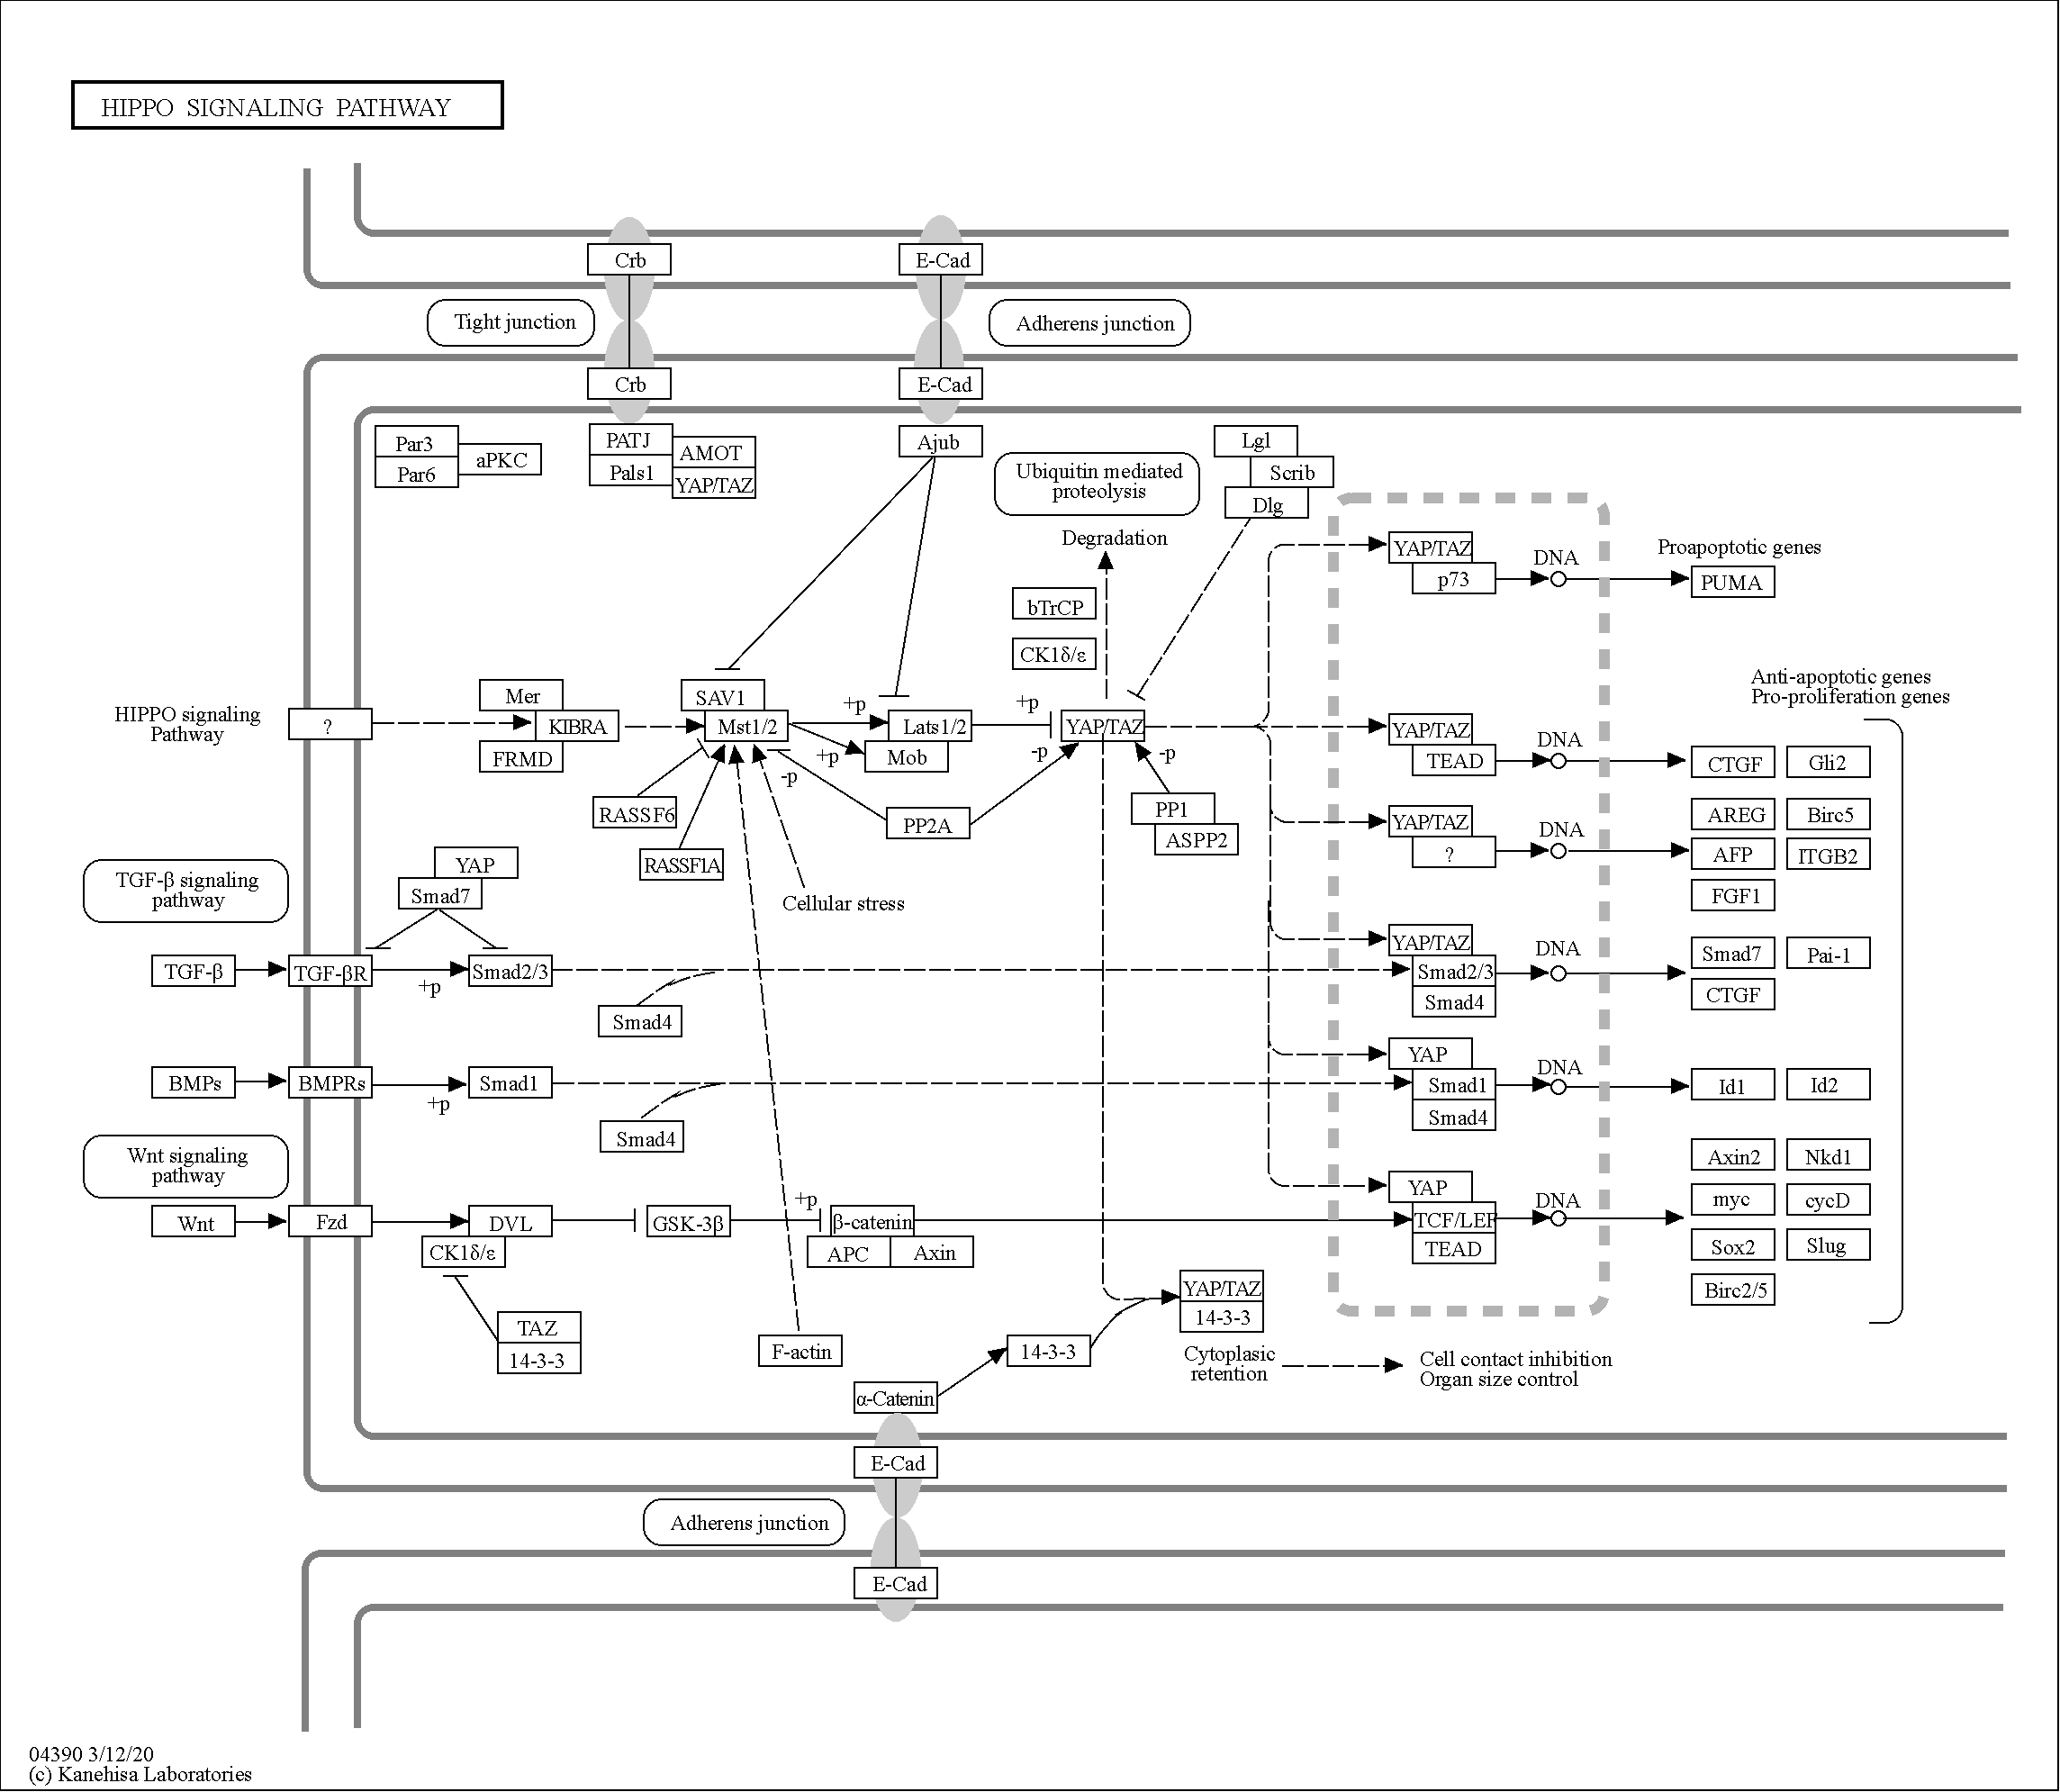 HIPPO SIGNALING PATHWAY
Crb
E-Cad
Tight junction
Adherens junction
Crb
E-Cad
Par3
Par6
aPKC
PATJ
Pals1
AMOT
YAP/TAZ
Ajub
Ubiquitin mediated
proteolysis
Degradation
Lgl
Scrib
Dlg
YAP/TAZ
p73
DNA
Proapoptotic genes
PUMA
bTrCP
CK1δ/ε
Anti-apoptotic genes
Pro-proliferation genes
HIPPO signaling
Pathway
?
Mer
KIBRA
FRMD
SAV1
Mst1/2
+p
+p
Lats1/2
Mob
+p
-p
YAP/TAZ
-p
-p
YAP/TAZ
TEAD
DNA
CTGF
Gli2
RASSF6
RASSF1A
PP2A
PP1
ASPP2
YAP/TAZ
?
DNA
AREG
Birc5
AFP
ITGB2
FGF1
Cellular stress
TGF-β signaling
pathway
YAP
Smad7
TGF-β
TGF-βR
+p
Smad2/3
Smad4
YAP/TAZ
Smad2/3
Smad4
DNA
Smad7
Pai-1
CTGF
BMPs
BMPRs
+p
Smad1
Smad4
YAP
Smad1
Smad4
DNA
Id1
Id2
Wnt signaling
pathway
Wnt
Fzd
DVL
CK1δ/ε
GSK-3β
+p
β-catenin
APC
Axin
YAP
TCF/LEF
TEAD
DNA
Axin2
Nkd1
myc
cycD
Sox2
Slug
Birc2/5
TAZ
14-3-3
F-actin
14-3-3
YAP/TAZ
14-3-3
Cytoplasic
retention
Cell contact inhibition
Organ size control
α-Catenin
E-Cad
Adherens junction
E-Cad
04390 3/12/20
(c) Kanehisa Laboratories